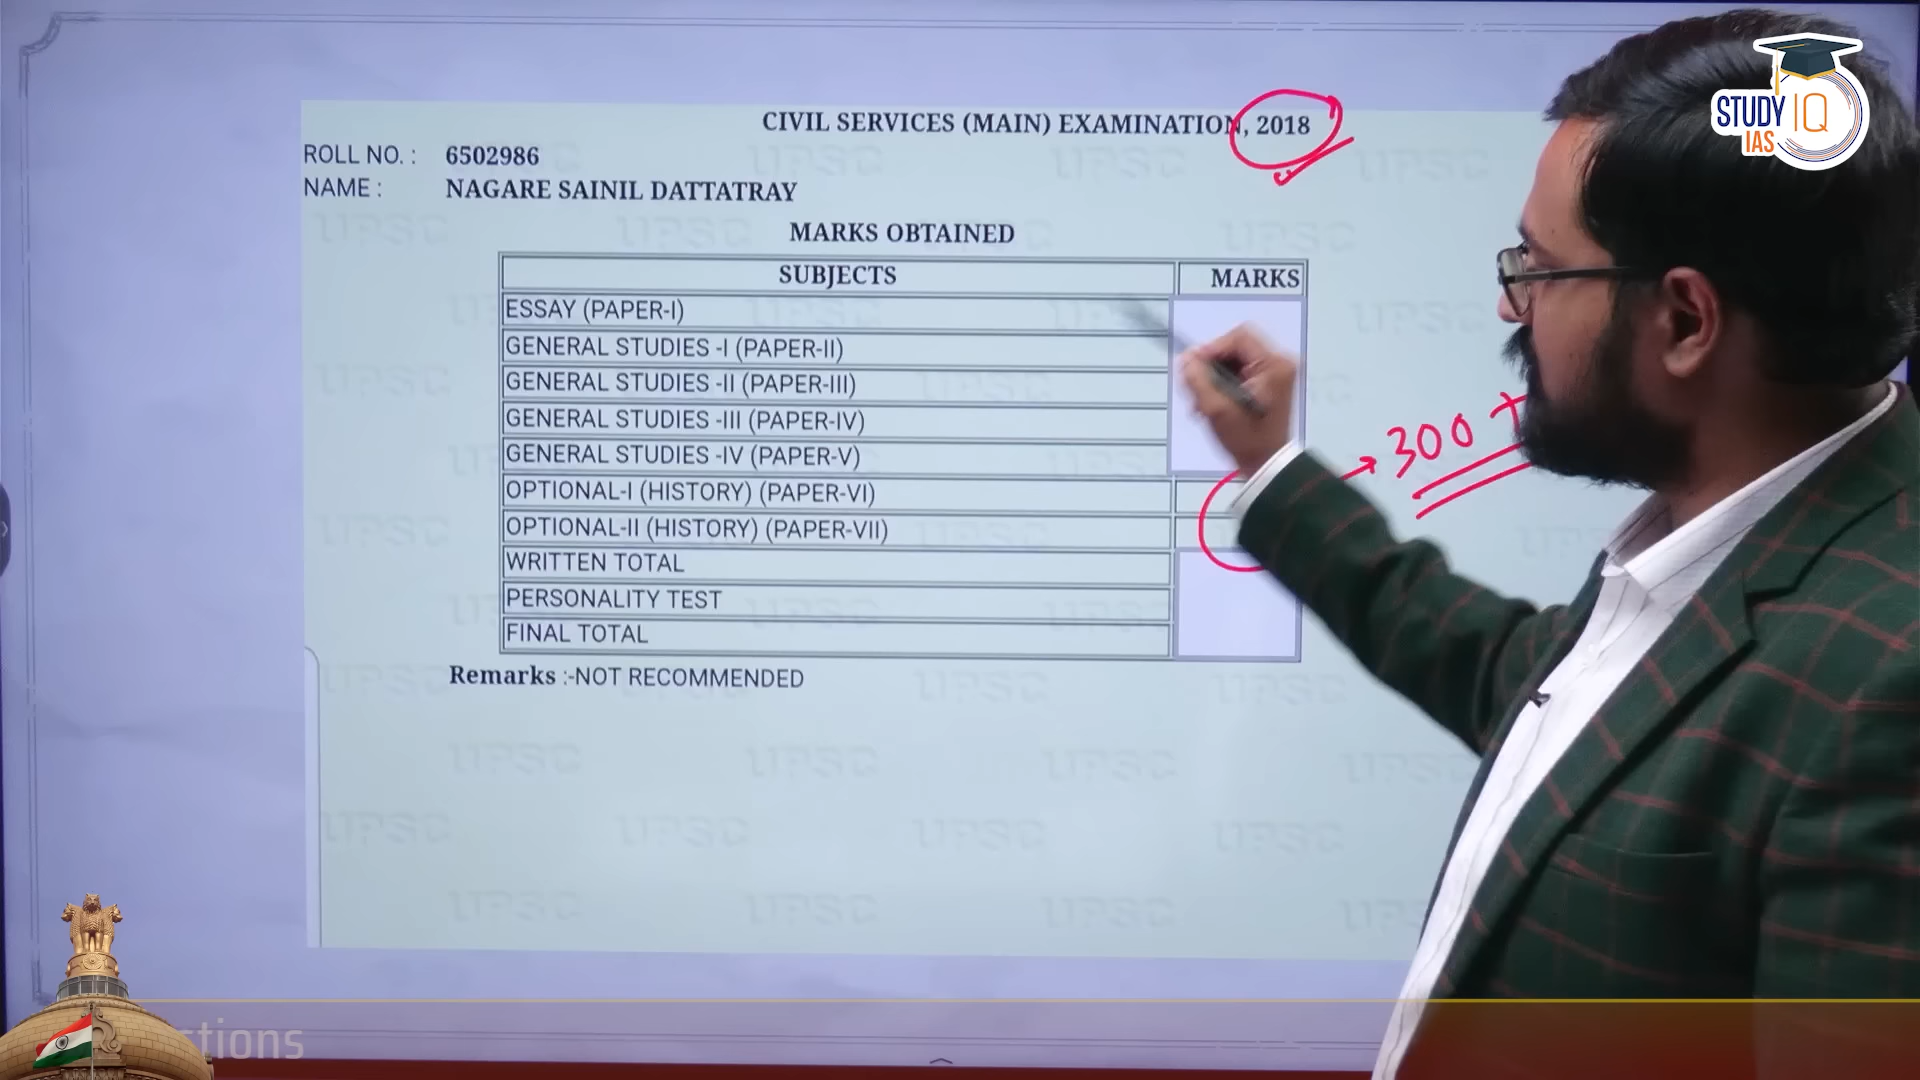 STUDY IQ
IAS
CIVIL SERVICES (MAIN) EXAMINATION, 2018
ROLL NO. : 6502986
NAME : NAGARE SAINIL DATTATRAY
MARKS OBTAINED
SUBJECTS MARKS
ESSAY (PAPER-I)
GENERAL STUDIES -I (PAPER-II)
GENERAL STUDIES -II (PAPER-III)
GENERAL STUDIES -III (PAPER-IV)
GENERAL STUDIES -IV (PAPER-V)
OPTIONAL-I (HISTORY) (PAPER-VI)
300 +
OPTIONAL-II (HISTORY) (PAPER-VII)
WRITTEN TOTAL
PERSONALITY TEST
FINAL TOTAL
Remarks :-NOT RECOMMENDED
UPSC